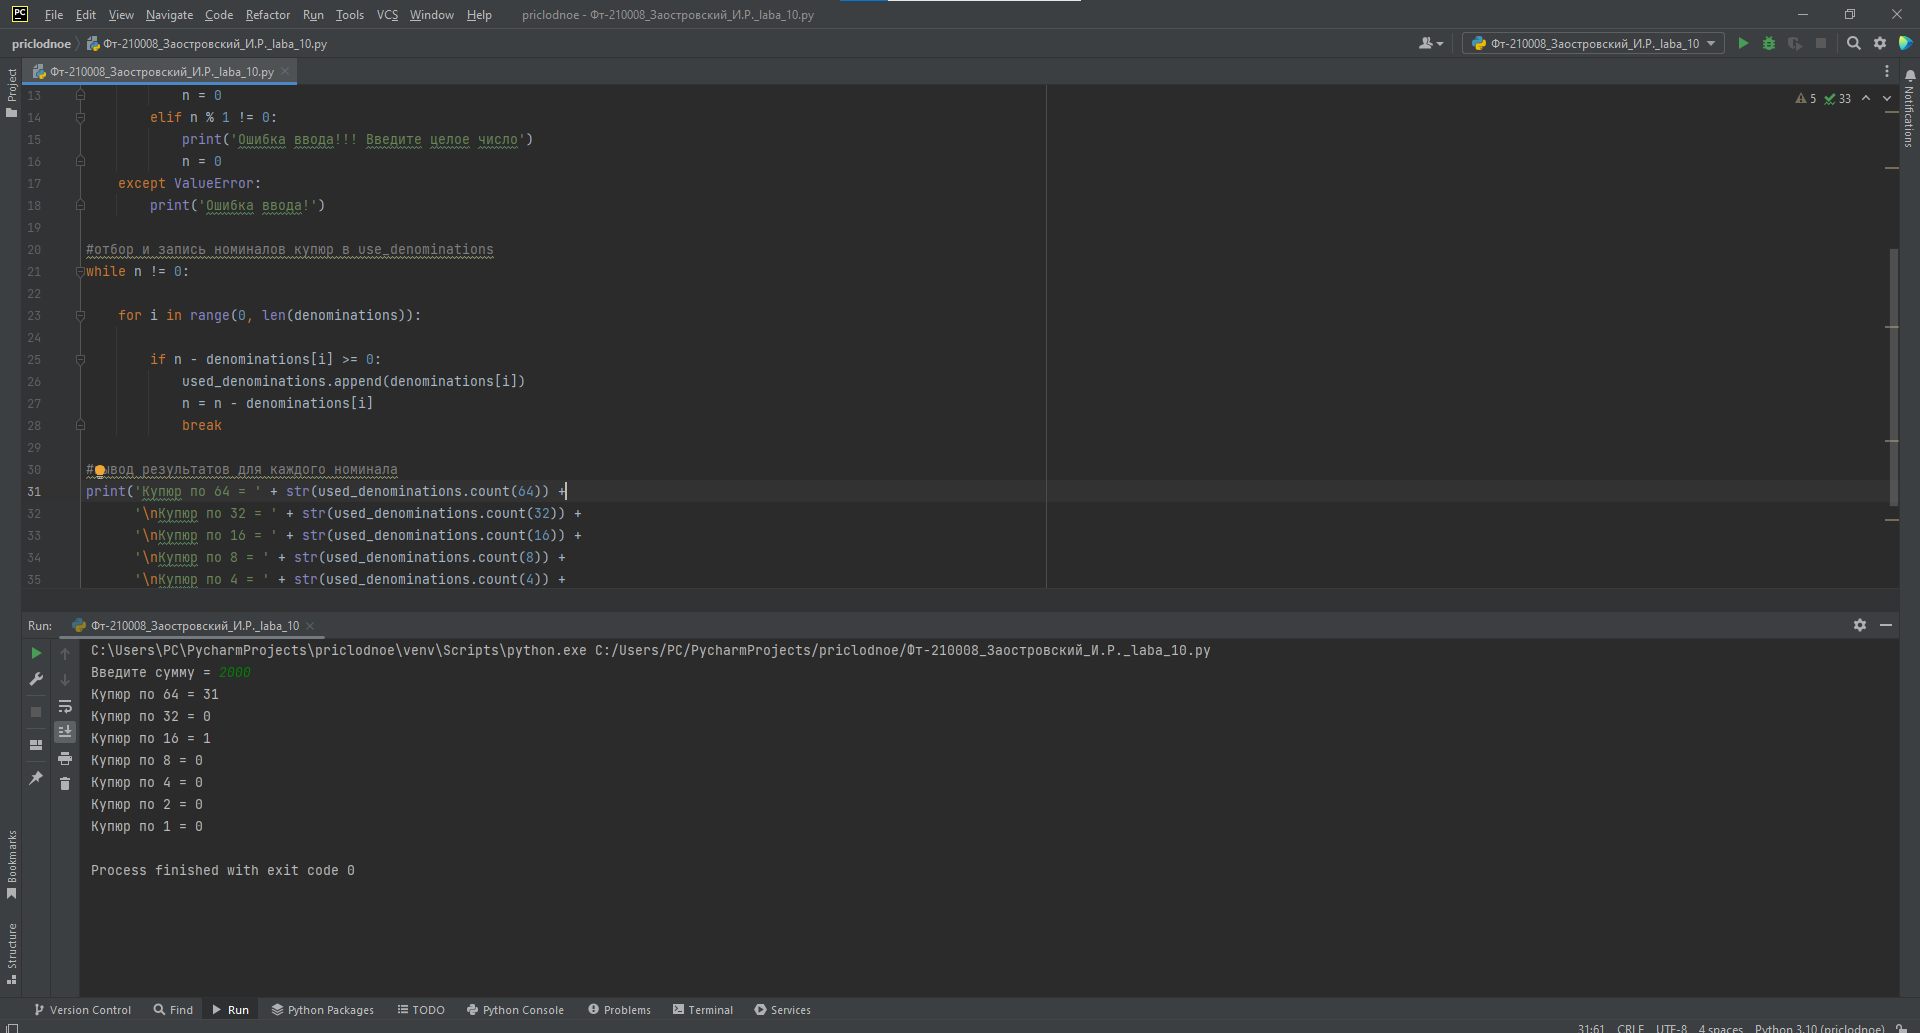 PC File Edit View Navigate Code Refactor Run Tools VCS Window Help priclodnoe - Фт-210008_Заостровский_И.Р._laba_10.py
priclodnoe Фт-210008_Заостровский_И.Р._laba_10.py Фт-210008_Заостровский_И.Р._laba_10
Фт-210008_Заостровский_И.Р._laba_10.py
Project
Notifications
5 33
13 n = 0
14 elif n % 1 != 0:
15 print('Ошибка ввода!!! Введите целое число')
16 n = 0
17 except ValueError:
18 print('Ошибка ввода!')
19
20 #отбор и запись номиналов купюр в use_denominations
21 while n != 0:
22
23 for i in range(0, len(denominations)):
24
25 if n - denominations[i] >= 0:
26 used_denominations.append(denominations[i])
27 n = n - denominations[i]
28 break
29
30 #вывод результатов для каждого номинала
31 print('Купюр по 64 = ' + str(used_denominations.count(64)) +
32 '\nКупюр по 32 = ' + str(used_denominations.count(32)) +
33 '\nКупюр по 16 = ' + str(used_denominations.count(16)) +
34 '\nКупюр по 8 = ' + str(used_denominations.count(8)) +
35 '\nКупюр по 4 = ' + str(used_denominations.count(4)) +
Run: Фт-210008_Заостровский_И.Р._laba_10
C:\Users\PC\PycharmProjects\priclodnoe\venv\Scripts\python.exe C:/Users/PC/PycharmProjects/priclodnoe/Фт-210008_Заостровский_И.Р._laba_10.py
Введите сумму = 2000
Купюр по 64 = 31
Купюр по 32 = 0
Купюр по 16 = 1
Купюр по 8 = 0
Купюр по 4 = 0
Купюр по 2 = 0
Купюр по 1 = 0
Process finished with exit code 0
Bookmarks
Structure
Version Control Find Run Python Packages TODO Python Console Problems Terminal Services
31:61 CRLF UTF-8 4 spaces Python 3.10 (priclodnoe)